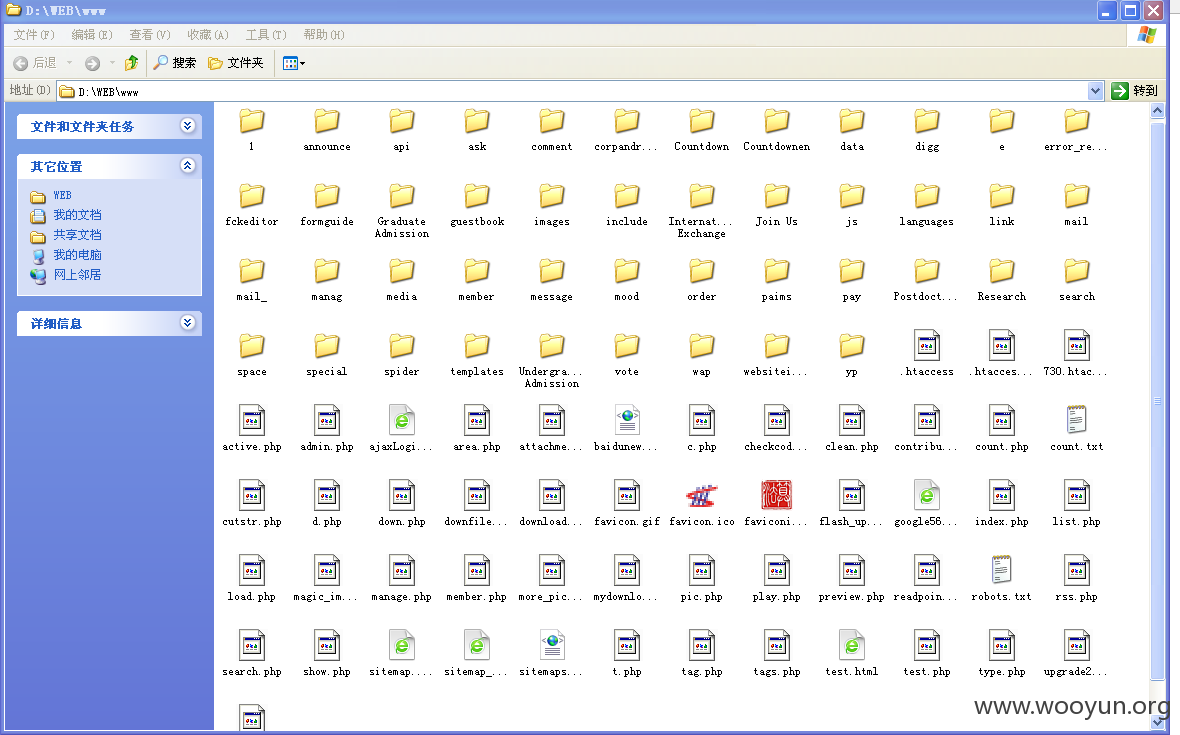 D:\WEB\www
文件(F) 编辑(E) 查看(V) 收藏(A) 工具(T) 帮助(H)
后退 搜索 文件夹
地址(D) D:\WEB\www 转到
文件和文件夹任务
其它位置
WEB
我的文档
共享文档
我的电脑
网上邻居
详细信息
1 announce api ask comment corpandr... Countdown Countdownen data digg e error_re...
fckeditor formguide Graduate Admission guestbook images include Internat... Exchange Join Us js languages link mail
mail_ manag media member message mood order paims pay Postdoct... Research search
space special spider templates Undergra... Admission vote wap websitei... yp .htaccess .htacces... 730.htac...
active.php admin.php ajaxLogi... area.php attachme... baidunew... c.php checkcod... clean.php contribu... count.php count.txt
cutstr.php d.php down.php downfile... download... favicon.gif favicon.ico faviconi... flash_up... google56... index.php list.php
load.php magic_im... manage.php member.php more_pic... mydownlo... pic.php play.php preview.php readpoin... robots.txt rss.php
search.php show.php sitemap.... sitemap_... sitemaps... t.php tag.php tags.php test.html test.php type.php upgrade2...
www.wooyun.org